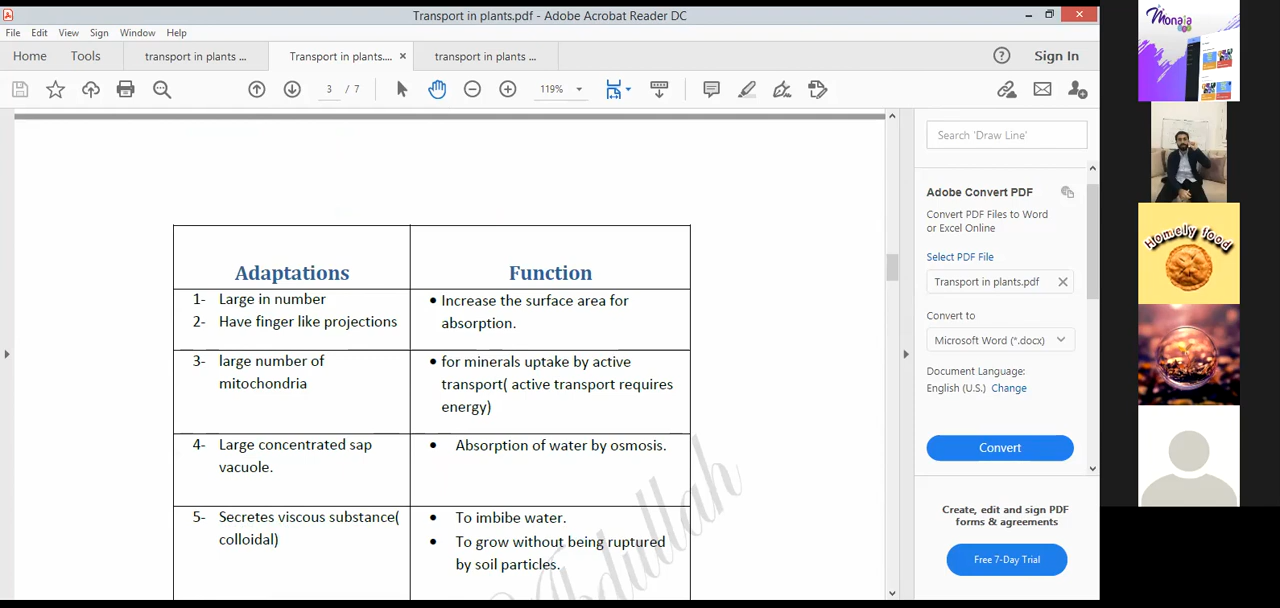 Transport in plants.pdf - Adobe Acrobat Reader DC
File Edit View Sign Window Help
Home Tools transport in plants ... Transport in plants.... × transport in plants ... Sign In
3 / 7 119%
Adaptations Function
1- Large in number
2- Have finger like projections
• Increase the surface area for
absorption.
3- large number of
mitochondria
• for minerals uptake by active
transport( active transport requires
energy)
4- Large concentrated sap
vacuole.
• Absorption of water by osmosis.
5- Secretes viscous substance(
colloidal)
• To imbibe water.
• To grow without being ruptured
by soil particles.
Abdullah
Search 'Draw Line'
Adobe Convert PDF
Convert PDF Files to Word
or Excel Online
Select PDF File
Transport in plants.pdf
Convert to
Microsoft Word (*.docx)
Document Language:
English (U.S.) Change
Convert
Create, edit and sign PDF
forms & agreements
Free 7-Day Trial
Monaia
Homely food